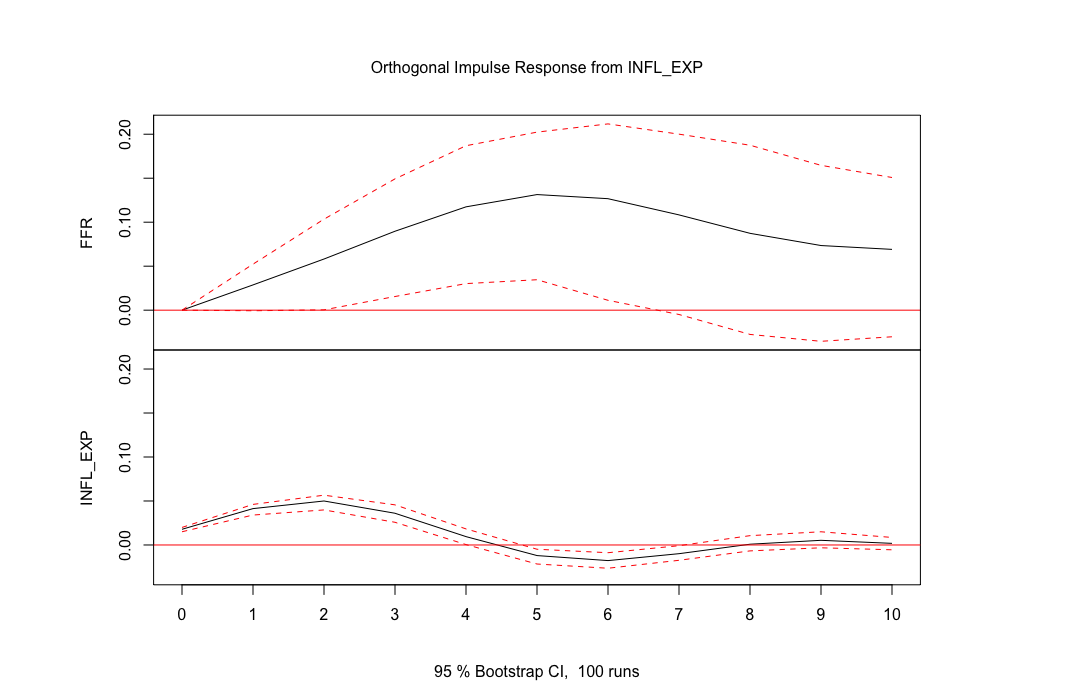 Orthogonal Impulse Response from INFL_EXP
FFR
0.20
0.10
0.00
INFL_EXP
0.20
0.10
0.00
0 1 2 3 4 5 6 7 8 9 10
95 % Bootstrap CI,  100 runs